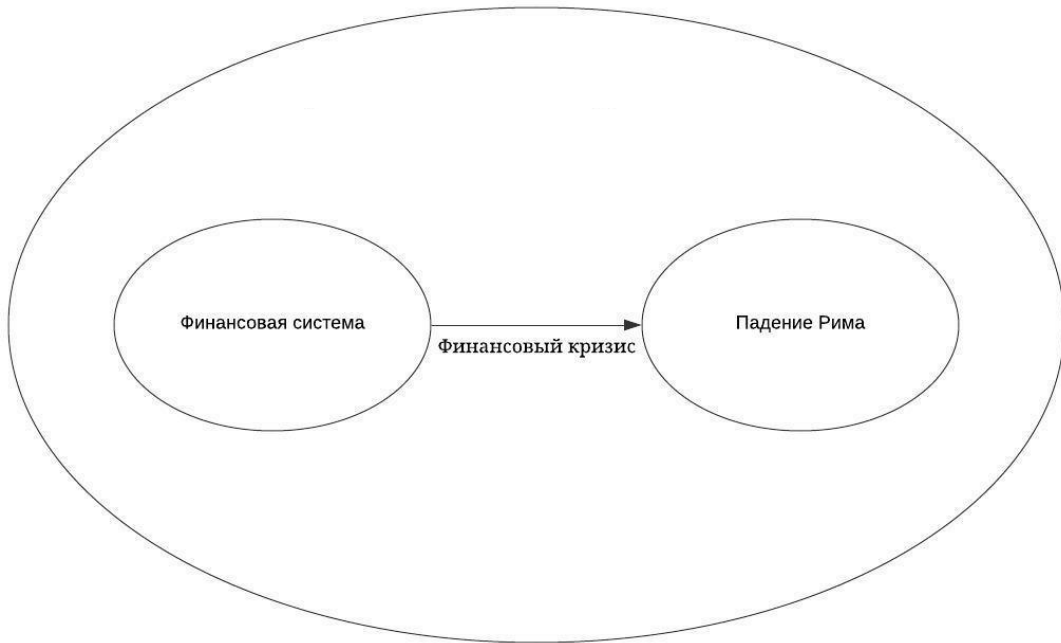 Финансовая система
Финансовый кризис
Падение Рима